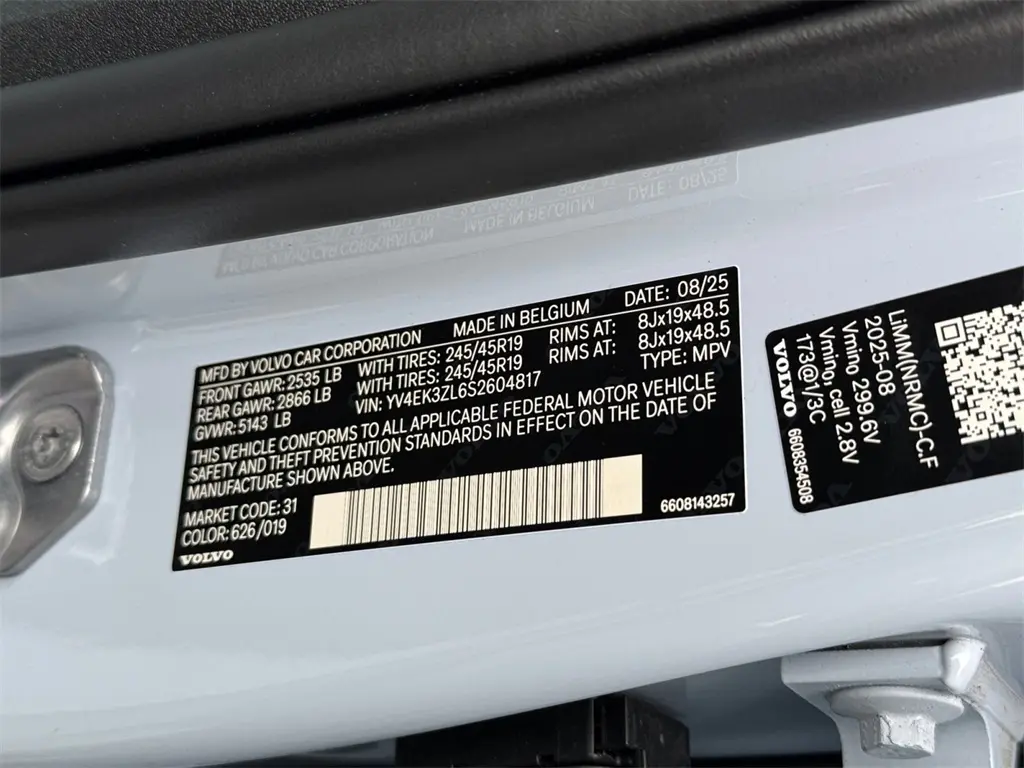 MFD BY VOLVO CAR CORPORATION MADE IN BELGIUM DATE: 08/25
FRONT GAWR: 2535 LB WITH TIRES: 245/45R19 RIMS AT: 8Jx19x48.5
REAR GAWR: 2866 LB WITH TIRES: 245/45R19 RIMS AT: 8Jx19x48.5
GVWR: 5143 LB VIN: YV4EK3ZL6S2604817 TYPE: MPV
THIS VEHICLE CONFORMS TO ALL APPLICABLE FEDERAL MOTOR VEHICLE
SAFETY AND THEFT PREVENTION STANDARDS IN EFFECT ON THE DATE OF
MANUFACTURE SHOWN ABOVE.
MARKET CODE: 31
COLOR: 626/019
VOLVO
6608143257
LiMM(NRMC)-C.F
2025-08
Vmino 299.6V
Vmino, cell 2.8V
173@1/3C
VOLVO 6608354508